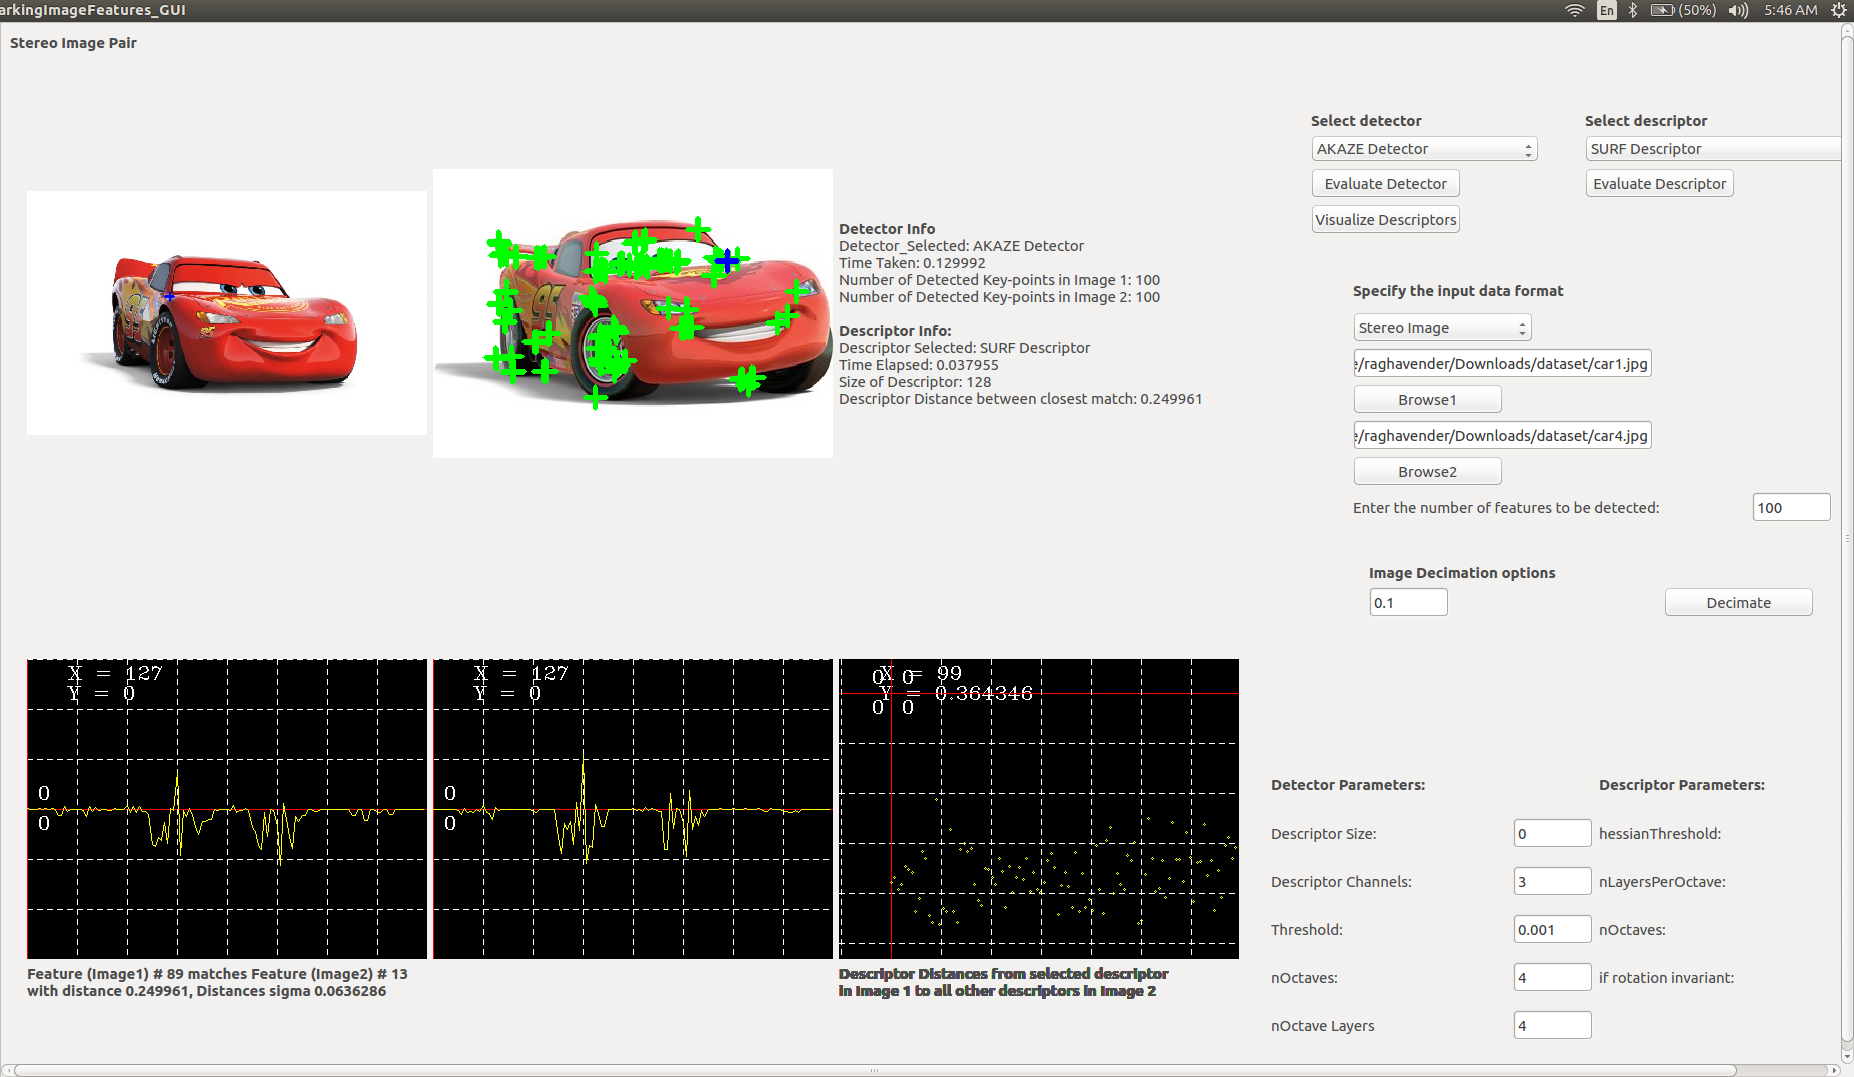 arkingImageFeatures_GUI
En
(50%)
5:46 AM
Stereo Image Pair
Select detector
Select descriptor
AKAZE Detector
SURF Descriptor
Evaluate Detector
Evaluate Descriptor
Visualize Descriptors
95
Detector Info
Detector_Selected: AKAZE Detector
Time Taken: 0.129992
Number of Detected Key-points in Image 1: 100
Number of Detected Key-points in Image 2: 100
Descriptor Info:
Descriptor Selected: SURF Descriptor
Time Elapsed: 0.037955
Size of Descriptor: 128
Descriptor Distance between closest match: 0.249961
Specify the input data format
Stereo Image
e/raghavender/Downloads/dataset/car1.jpg
Browse1
e/raghavender/Downloads/dataset/car4.jpg
Browse2
Enter the number of features to be detected:
100
Image Decimation options
0.1
Decimate
X = 127
Y = 0
0
0
X = 127
Y = 0
0
0
X = 99
Y = 0.364346
0 0
0 0
Feature (Image1) # 89 matches Feature (Image2) # 13
with distance 0.249961, Distances sigma 0.0636286
Descriptor Distances from selected descriptor
in Image 1 to all other descriptors in Image 2
Detector Parameters:
Descriptor Parameters:
Descriptor Size:
0
hessianThreshold:
Descriptor Channels:
3
nLayersPerOctave:
Threshold:
0.001
nOctaves:
nOctaves:
4
if rotation invariant:
nOctave Layers
4